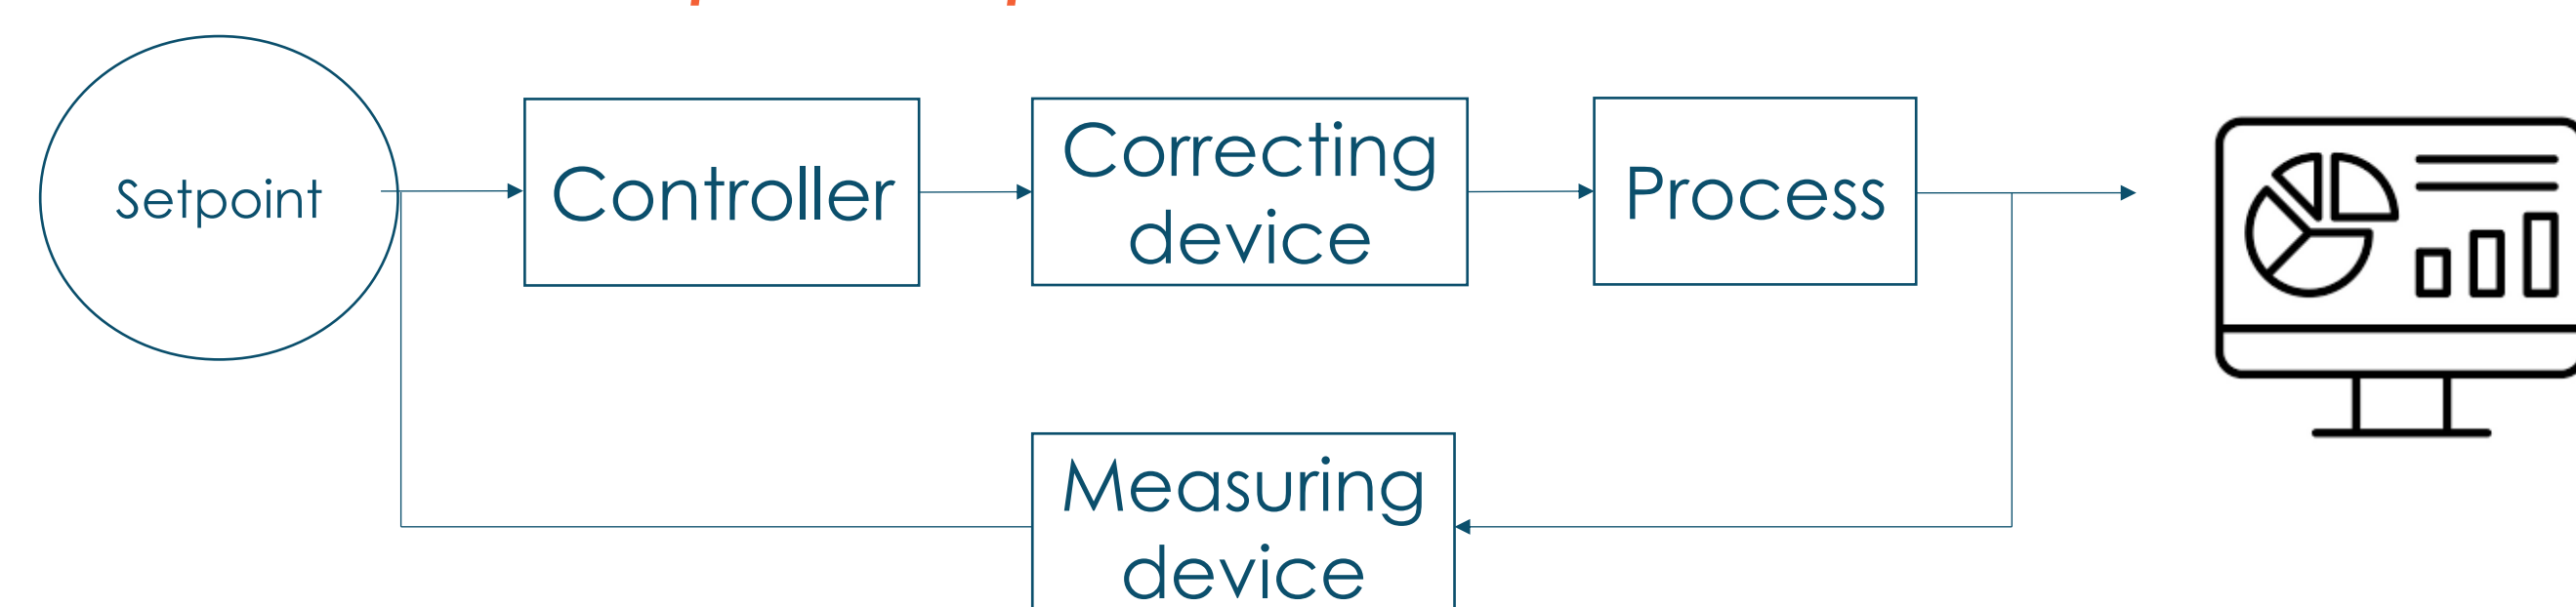 Setpoint
Controller
Correcting
device
Process
Measuring
device